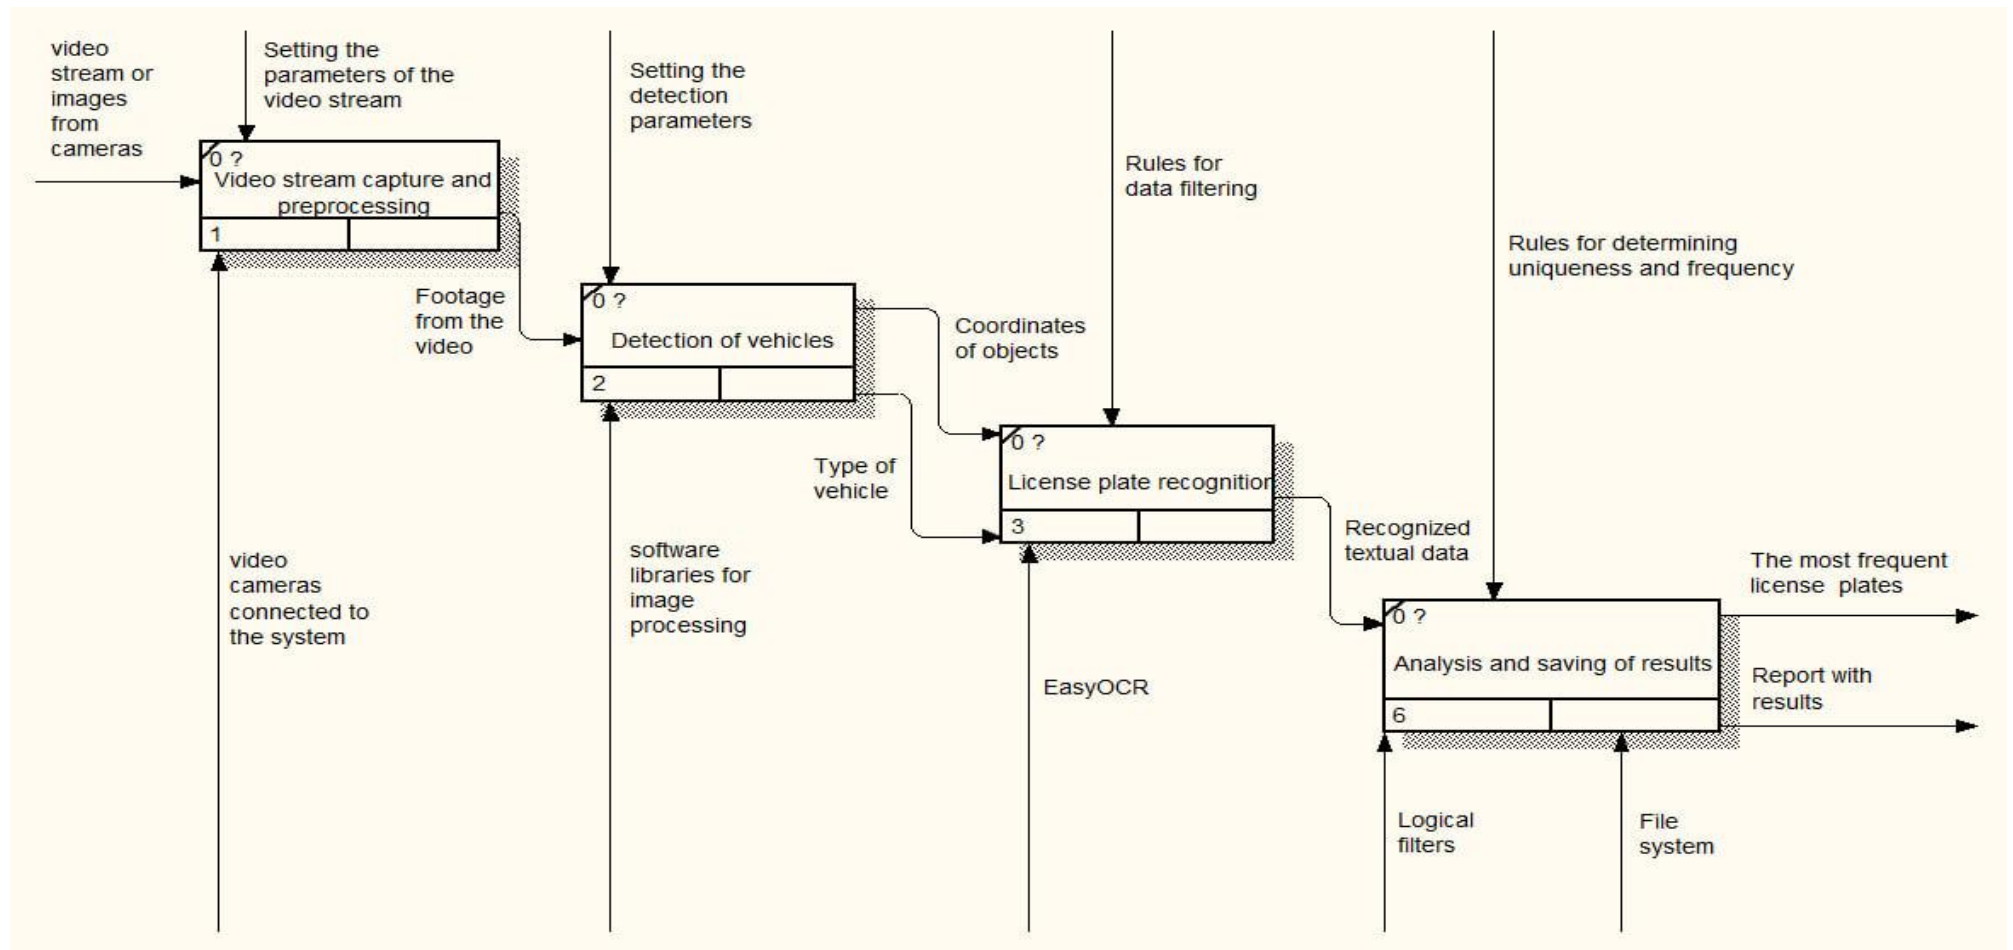 video
stream or
images
from
cameras
Setting the
parameters of the
video stream
0 ?
Video stream capture and
preprocessing
1
Setting the
detection
parameters
Footage
from the
video
0 ?
Detection of vehicles
2
Rules for
data filtering
Coordinates
of objects
Type of
vehicle
0 ?
License plate recognition
3
Rules for determining
uniqueness and frequency
Recognized
textual data
0 ?
Analysis and saving of results
6
The most frequent
license plates
Report with
results
video
cameras
connected to
the system
software
libraries for
image
processing
EasyOCR
Logical
filters
File
system